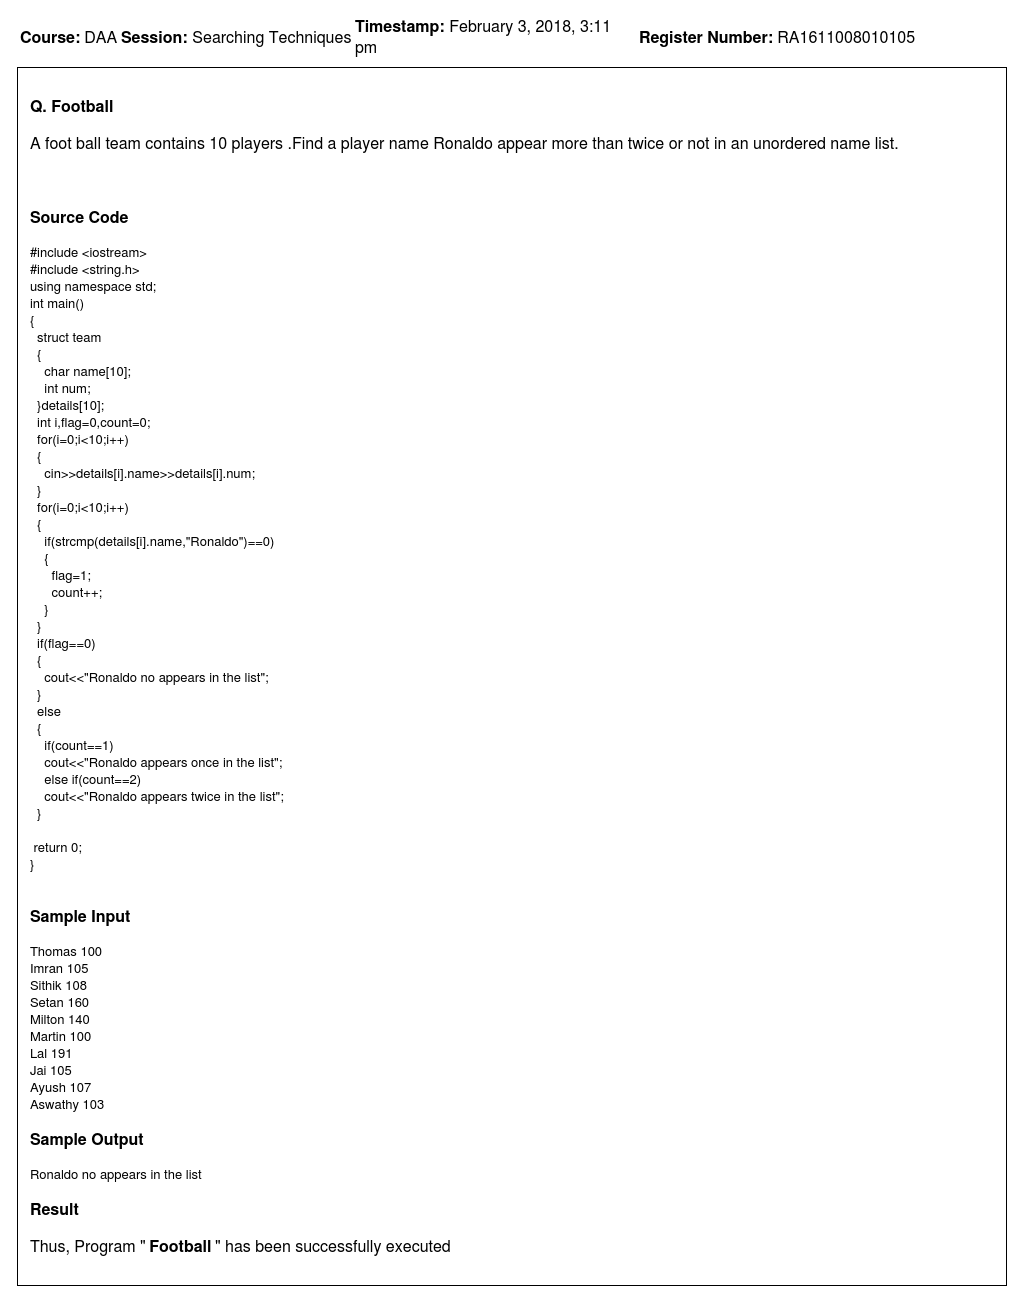 Course: DAA Session: Searching Techniques Timestamp: February 3, 2018, 3:11 pm Register Number: RA1611008010105
Q. Football
A foot ball team contains 10 players .Find a player name Ronaldo appear more than twice or not in an unordered name list.
Source Code
#include <iostream>
#include <string.h>
using namespace std;
int main()
{
struct team
{
char name[10];
int num;
}details[10];
int i,flag=0,count=0;
for(i=0;i<10;i++)
{
cin>>details[i].name>>details[i].num;
}
for(i=0;i<10;i++)
{
if(strcmp(details[i].name,"Ronaldo")==0)
{
flag=1;
count++;
}
}
if(flag==0)
{
cout<<"Ronaldo no appears in the list";
}
else
{
if(count==1)
cout<<"Ronaldo appears once in the list";
else if(count==2)
cout<<"Ronaldo appears twice in the list";
}
return 0;
}
Sample Input
Thomas 100
Imran 105
Sithik 108
Setan 160
Milton 140
Martin 100
Lal 191
Jai 105
Ayush 107
Aswathy 103
Sample Output
Ronaldo no appears in the list
Result
Thus, Program " Football " has been successfully executed